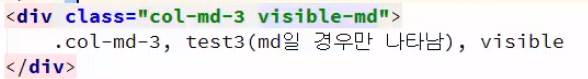 <div class="col-md-3 visible-md">
.col-md-3, test3(md일 경우만 나타남), visible
</div>